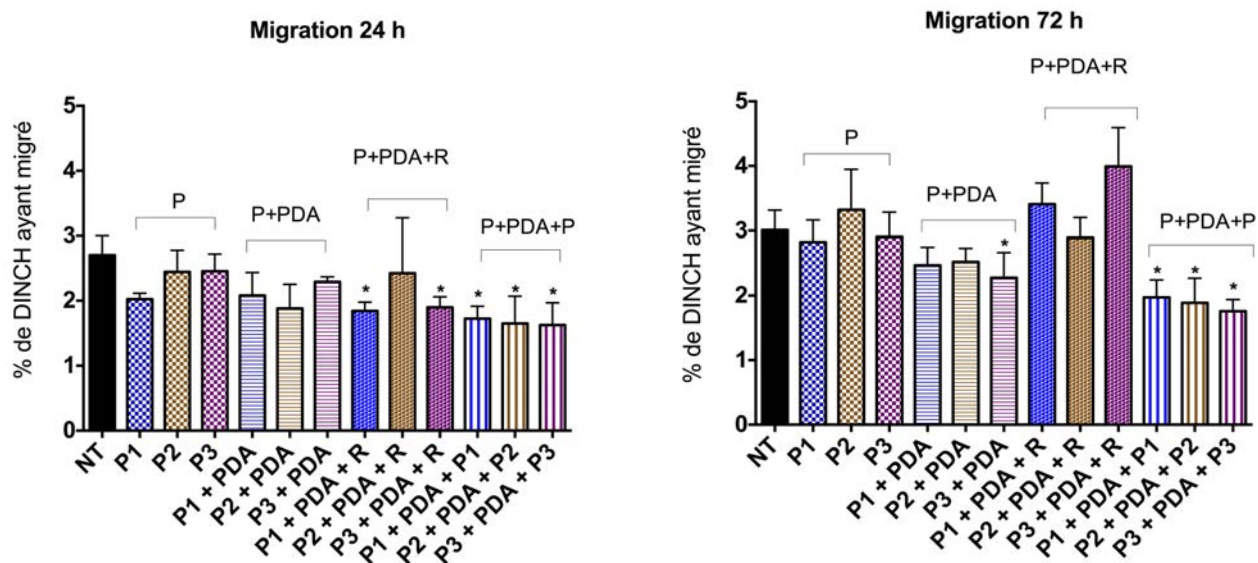 Migration 24 h
% de DINCH ayant migré
5
4
3
2
1
0
P
P+PDA
P+PDA+R
P+PDA+P
*
*
*
*
*
NT
P1
P2
P3
P1 + PDA
P2 + PDA
P3 + PDA
P1 + PDA + R
P2 + PDA + R
P3 + PDA + R
P1 + PDA + P1
P2 + PDA + P2
P3 + PDA + P3
Migration 72 h
% de DINCH ayant migré
5
4
3
2
1
0
P
P+PDA
P+PDA+R
P+PDA+P
*
*
*
*
NT
P1
P2
P3
P1 + PDA
P2 + PDA
P3 + PDA
P1 + PDA + R
P2 + PDA + R
P3 + PDA + R
P1 + PDA + P1
P2 + PDA + P2
P3 + PDA + P3